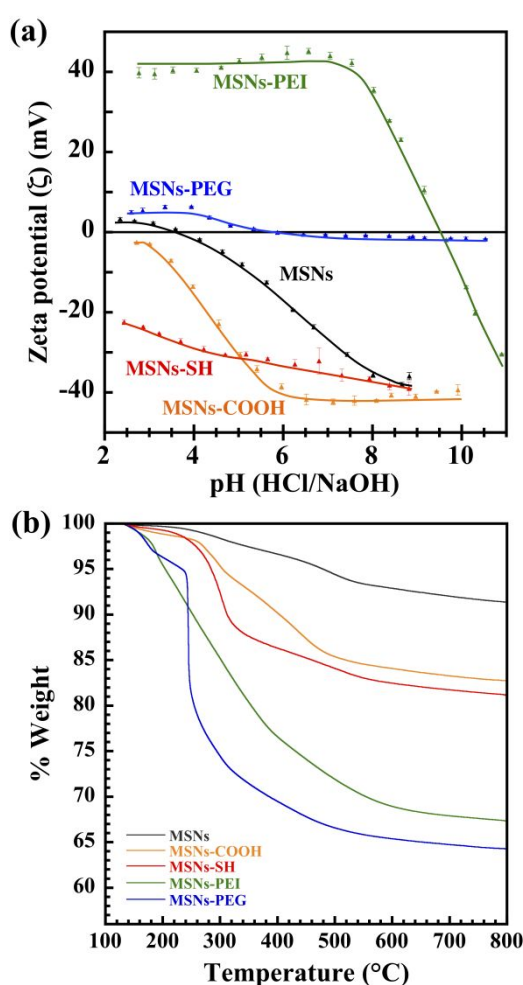 (a)
40
20
0
-20
-40
Zeta potential (ζ) (mV)
MSNs-PEI
MSNs-PEG
MSNs
MSNs-SH
MSNs-COOH
2 4 6 8 10
pH (HCl/NaOH)
(b)
100
95
90
85
80
75
70
65
60
% Weight
MSNs
MSNs-COOH
MSNs-SH
MSNs-PEI
MSNs-PEG
100 200 300 400 500 600 700 800
Temperature (°C)